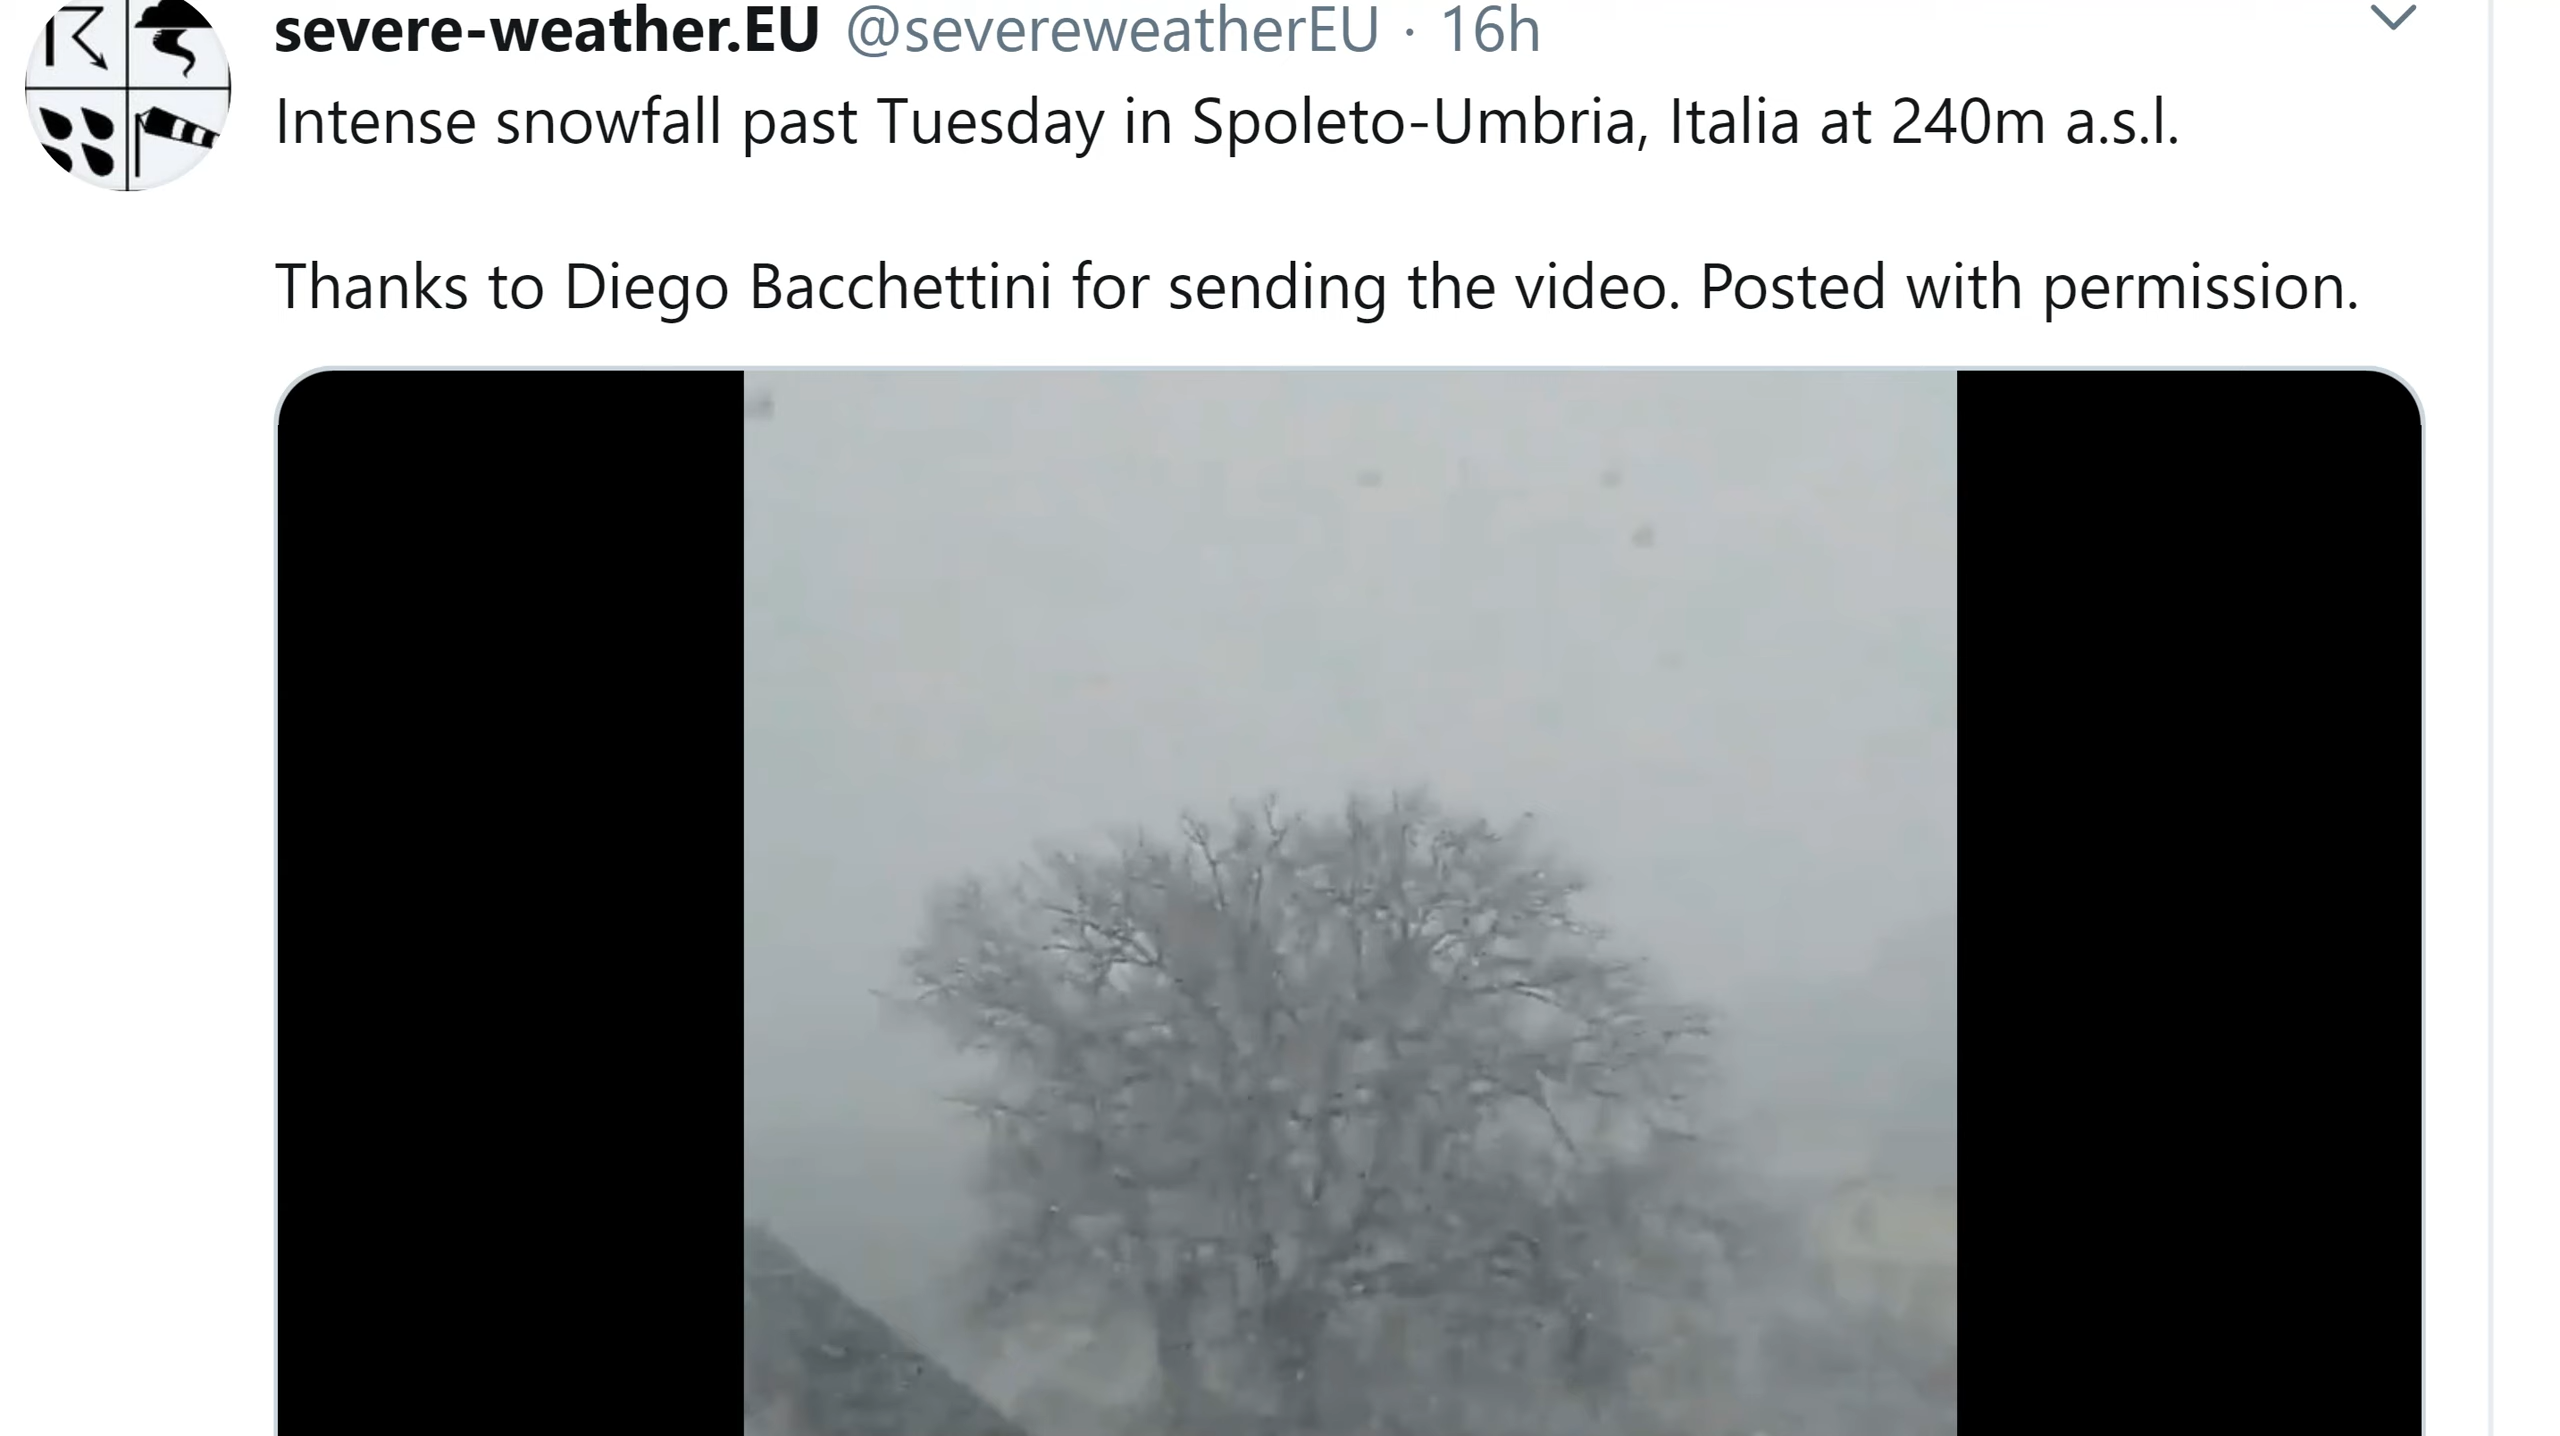 severe-weather.EU @severeweatherEU · 16h
Intense snowfall past Tuesday in Spoleto-Umbria, Italia at 240m a.s.l.
Thanks to Diego Bacchettini for sending the video. Posted with permission.